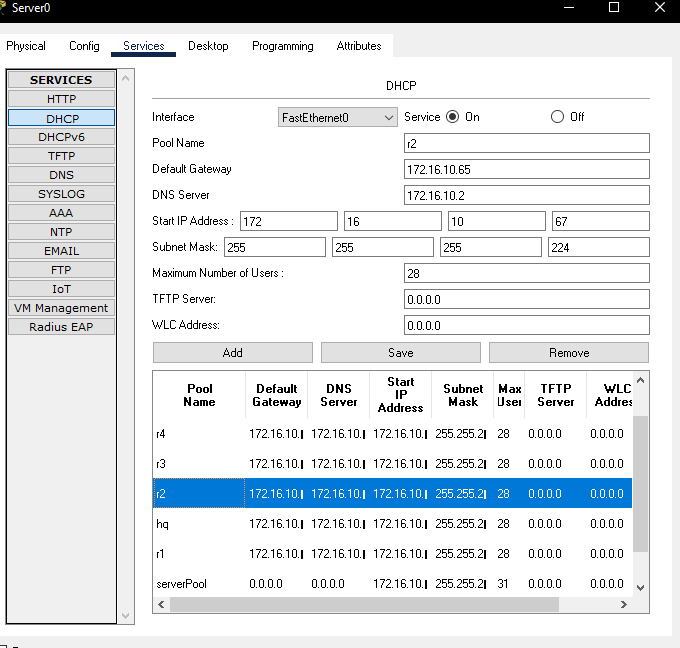 Server0
Physical Config Services Desktop Programming Attributes
SERVICES
HTTP
DHCP
DHCPv6
TFTP
DNS
SYSLOG
AAA
NTP
EMAIL
FTP
IoT
VM Management
Radius EAP
DHCP
Interface FastEthernet0 Service On Off
Pool Name r2
Default Gateway 172.16.10.65
DNS Server 172.16.10.2
Start IP Address : 172 16 10 67
Subnet Mask: 255 255 255 224
Maximum Number of Users : 28
TFTP Server: 0.0.0.0
WLC Address: 0.0.0.0
Add Save Remove
Pool Name Default Gateway DNS Server Start IP Address Subnet Mask Max User TFTP Server WLC Addres
r4 172.16.10. 172.16.10. 172.16.10. 255.255.2 28 0.0.0.0 0.0.0.0
r3 172.16.10. 172.16.10. 172.16.10. 255.255.2 28 0.0.0.0 0.0.0.0
r2 172.16.10. 172.16.10. 172.16.10. 255.255.2 28 0.0.0.0 0.0.0.0
hq 172.16.10. 172.16.10. 172.16.10. 255.255.2 28 0.0.0.0 0.0.0.0
r1 172.16.10. 172.16.10. 172.16.10. 255.255.2 28 0.0.0.0 0.0.0.0
serverPool 0.0.0.0 0.0.0.0 172.16.10. 255.255.2 31 0.0.0.0 0.0.0.0